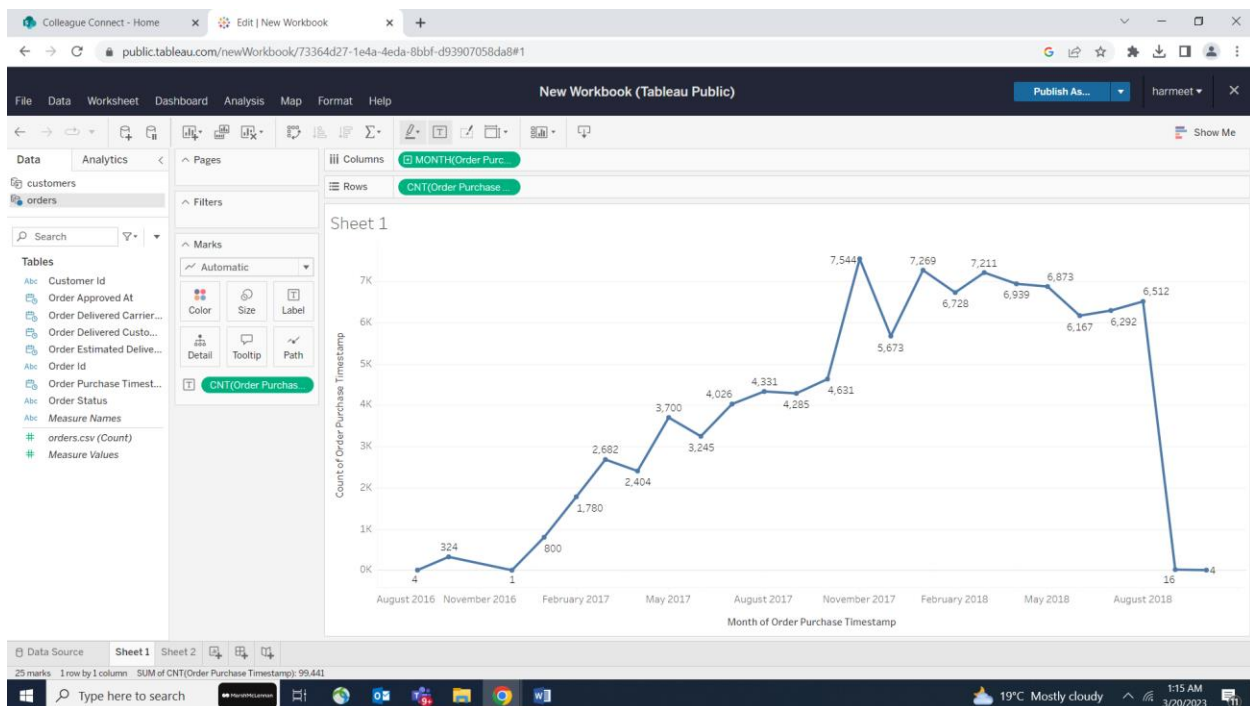 Colleague Connect - Home
Edit | New Workbook
public.tableau.com/newWorkbook/73364d27-1e4a-4eda-8bbf-d93907058da8#1
New Workbook (Tableau Public)
File Data Worksheet Dashboard Analysis Map Format Help
Publish As...
harmeet
Show Me
Data Analytics
customers
orders
Search
Tables
Abc Customer Id
Order Approved At
Order Delivered Carrier...
Order Delivered Custo...
Order Estimated Delive...
Abc Order Id
Order Purchase Timest...
Abc Order Status
Abc Measure Names
# orders.csv (Count)
# Measure Values
Pages
Filters
Marks
Automatic
Color Size Label
Detail Tooltip Path
CNT(Order Purchas...
Columns MONTH(Order Purc...
Rows CNT(Order Purchase ...
Sheet 1
Count of Order Purchase Timestamp
7K
6K
5K
4K
3K
2K
1K
0K
4
324
1
800
1,780
2,682
2,404
3,700
3,245
4,026
4,331
4,285
4,631
7,544
5,673
7,269
6,728
7,211
6,939
6,873
6,167
6,292
6,512
16
4
August 2016 November 2016 February 2017 May 2017 August 2017 November 2017 February 2018 May 2018 August 2018
Month of Order Purchase Timestamp
Data Source Sheet 1 Sheet 2
25 marks 1 row by 1 column SUM of CNT(Order Purchase Timestamp): 99,441
Type here to search
MarshMcLennan
19°C Mostly cloudy
1:15 AM
3/20/2023